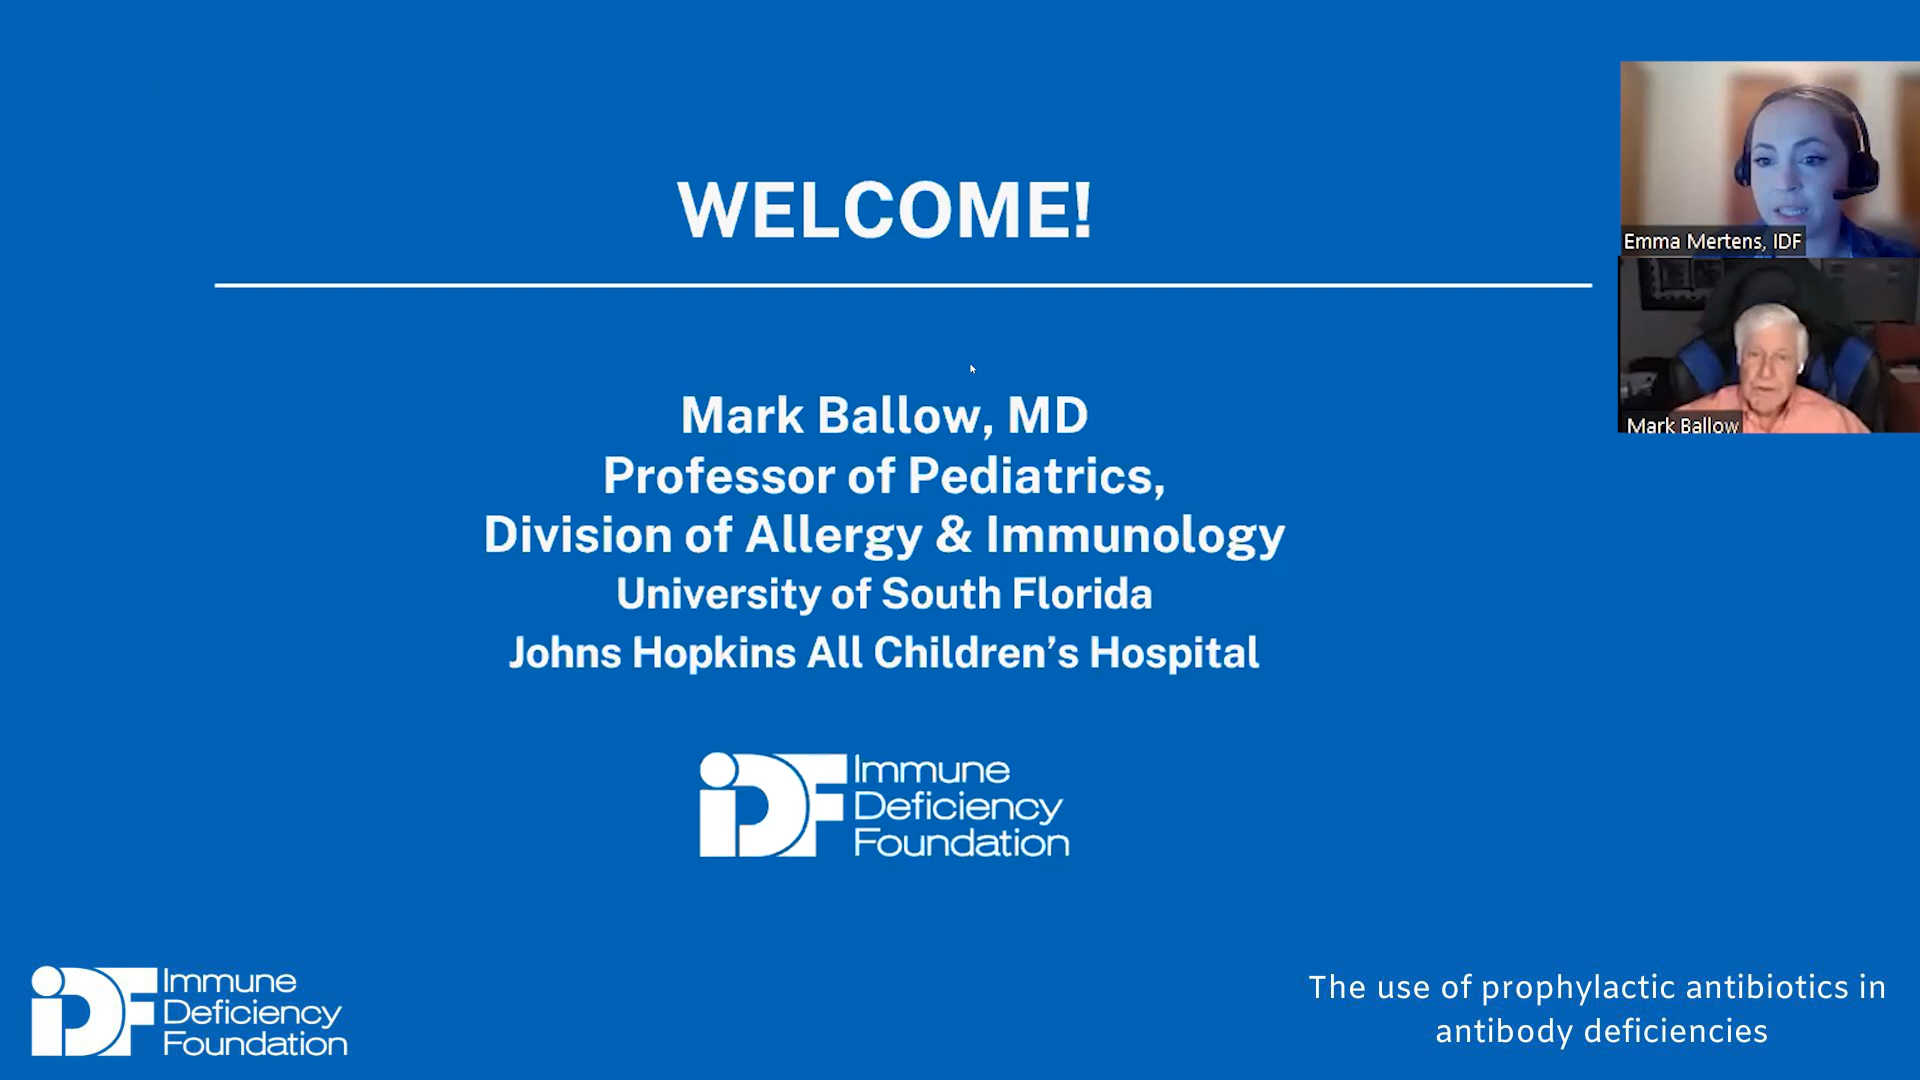 WELCOME!
Mark Ballow, MD
Professor of Pediatrics,
Division of Allergy & Immunology
University of South Florida
Johns Hopkins All Children’s Hospital
iDF Immune
Deficiency
Foundation
Emma Mertens, IDF
Mark Ballow
iDF Immune
Deficiency
Foundation
The use of prophylactic antibiotics in
antibody deficiencies